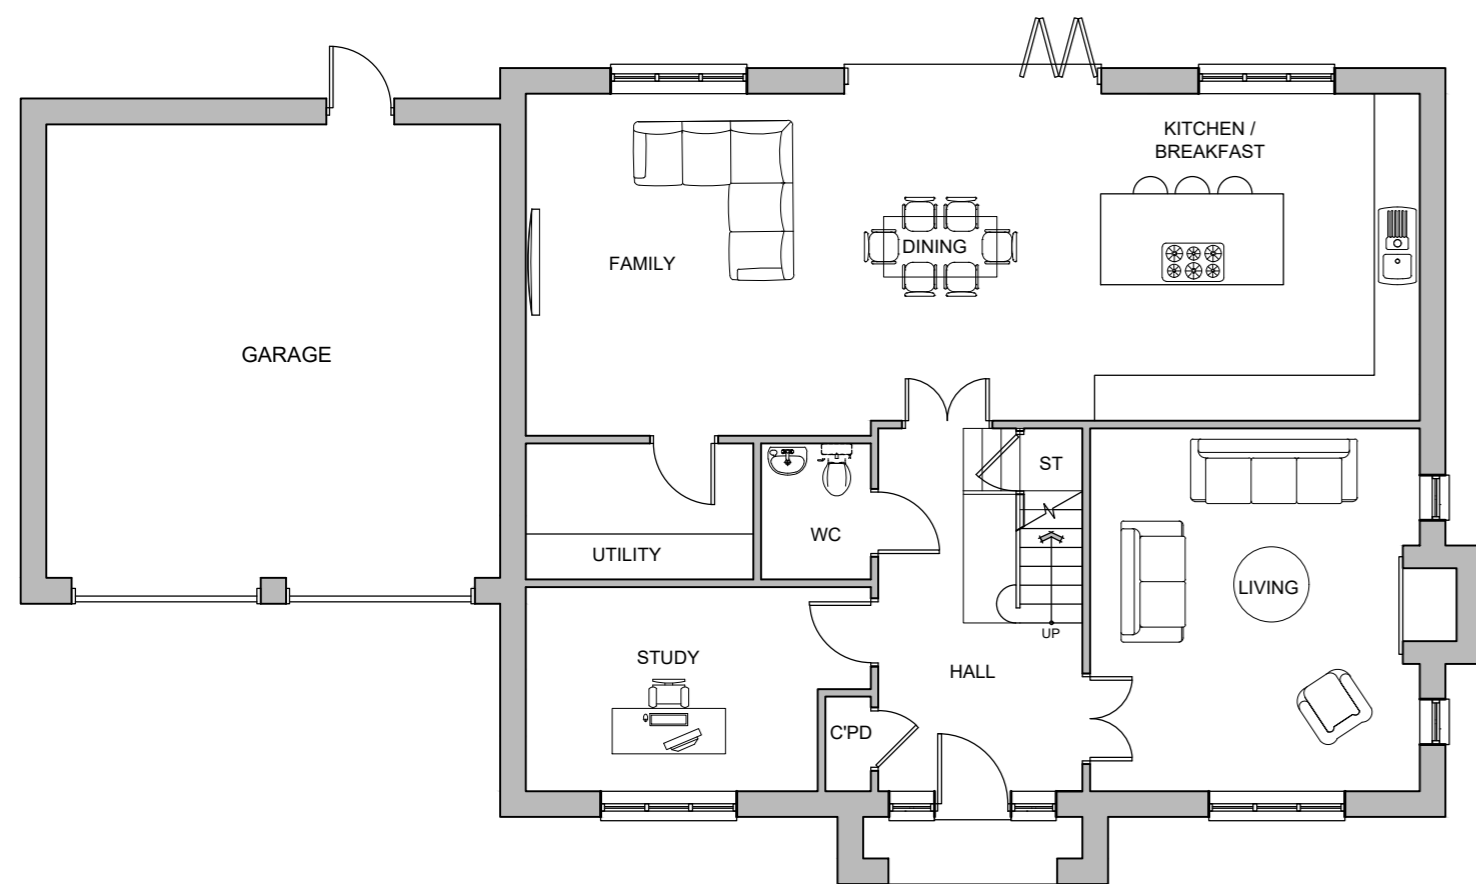 KITCHEN /
BREAKFAST
DINING
FAMILY
GARAGE
ST
WC
UTILITY
LIVING
UP
STUDY
HALL
C'PD